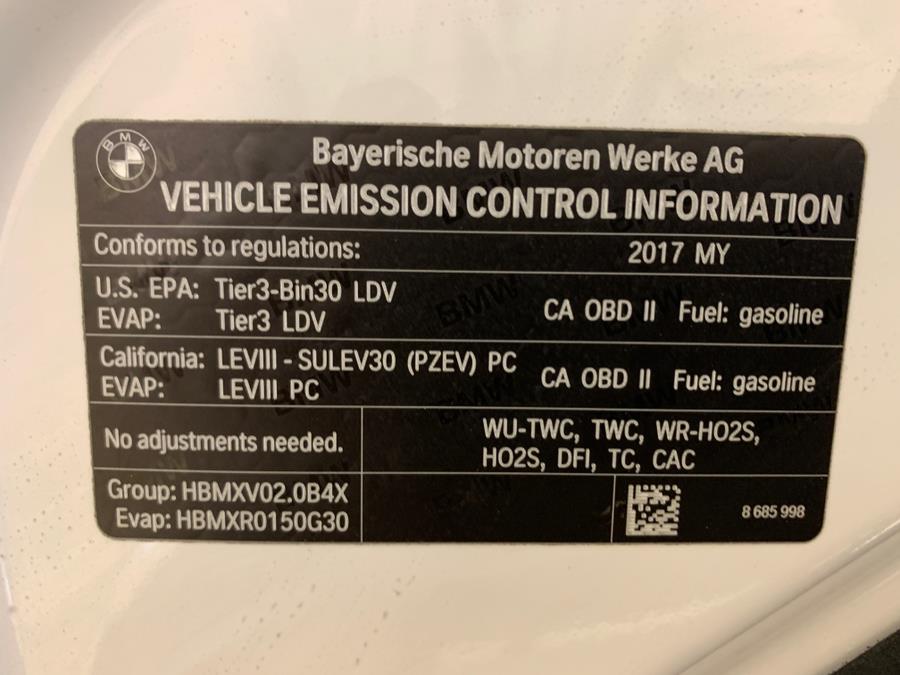 BMW
Bayerische Motoren Werke AG
VEHICLE EMISSION CONTROL INFORMATION
Conforms to regulations: 2017 MY
U.S. EPA: Tier3-Bin30 LDV
EVAP: Tier3 LDV
CA OBD II Fuel: gasoline
California: LEVIII - SULEV30 (PZEV) PC
EVAP: LEVIII PC
CA OBD II Fuel: gasoline
No adjustments needed.
WU-TWC, TWC, WR-HO2S,
HO2S, DFI, TC, CAC
Group: HBMXV02.0B4X
Evap: HBMXR0150G30
8 685 998